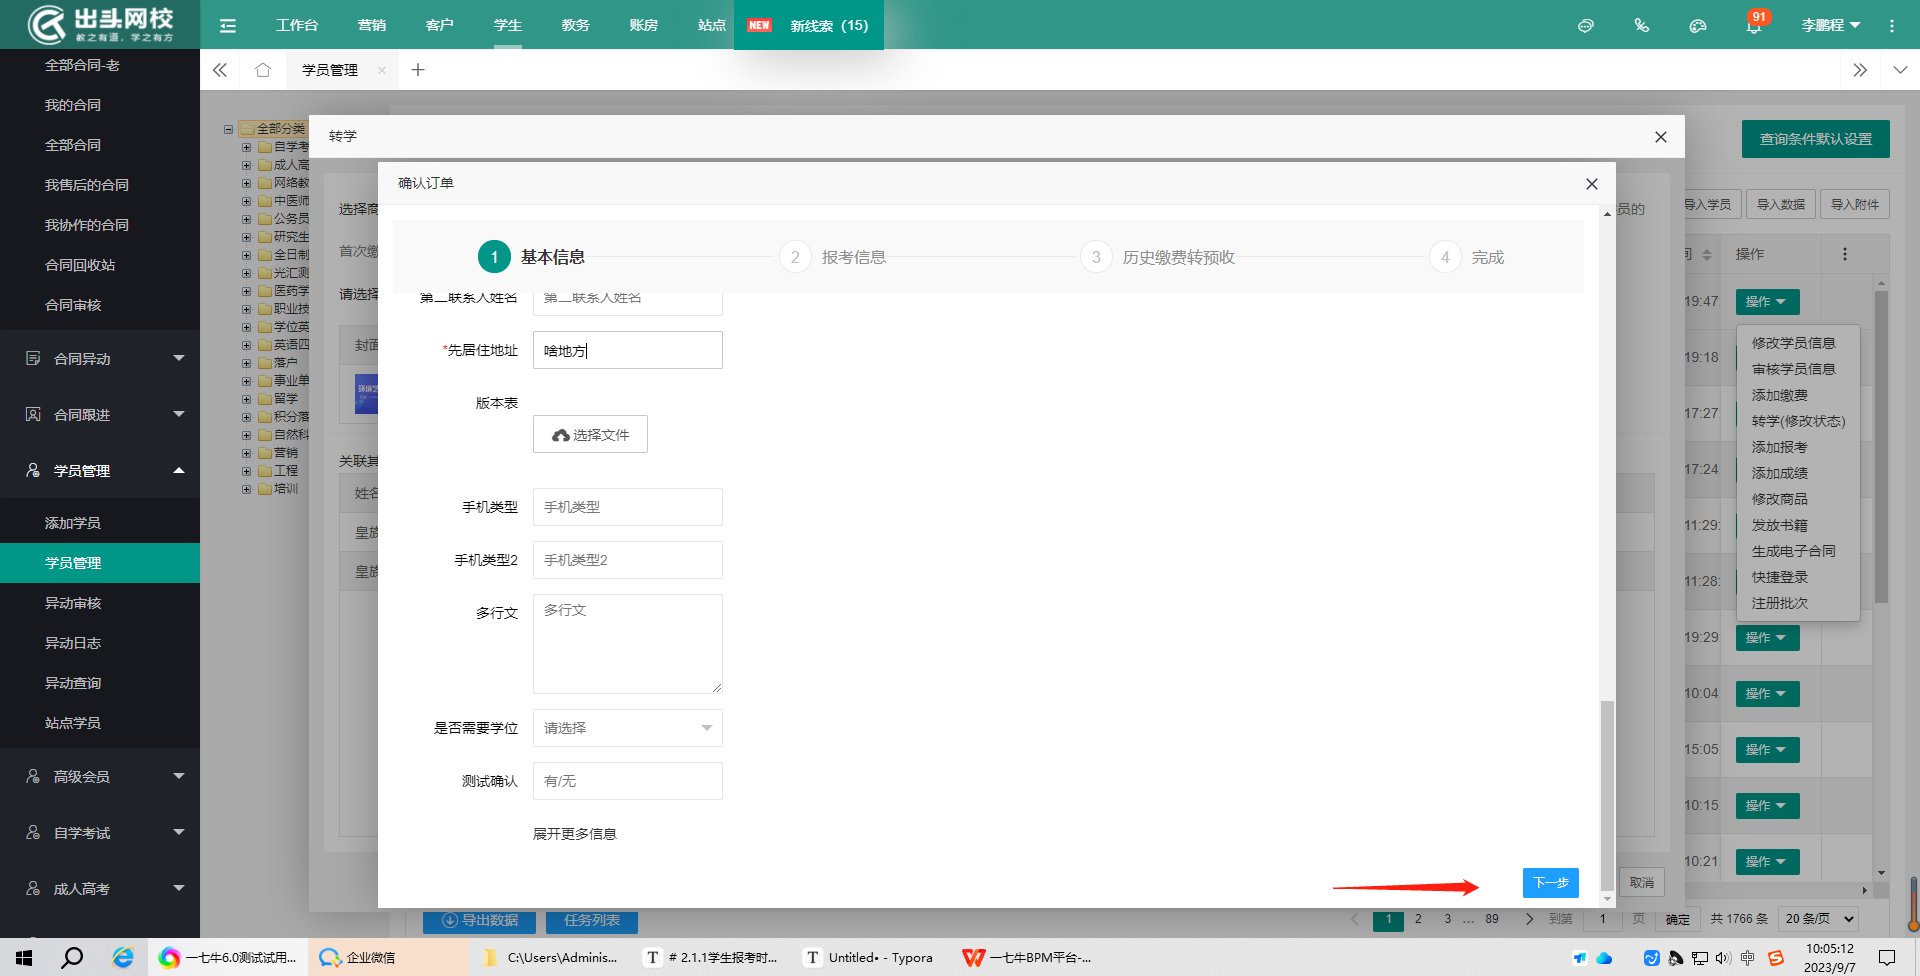 出头网校
教之有道，学之有方
工作台
营销
客户
学生
教务
账房
站点
NEW
新线索（15）
91
李鹏程
学员管理
全部合同-老
我的合同
全部合同
我售后的合同
我协作的合同
合同回收站
合同审核
合同异动
合同跟进
学员管理
添加学员
学员管理
异动审核
异动日志
异动查询
站点学员
高级会员
自学考试
成人高考
全部分类
自学考
成人高
网络教
中医师
公务员
研究生
全日制
光汇测
医药学
职业技
学位英
英语四
落户
事业单
留学
积分落
自然科
营销
工程
培训
转学
选择商
首次缴
请选择
封面
关联其
姓名
皇族
皇族
员的
取消
确认订单
1 基本信息
2 报考信息
3 历史缴费转预收
4 完成
第二联系人姓名
第二联系人姓名
*先居住地址
啥地方
版本表
选择文件
手机类型
手机类型
手机类型2
手机类型2
多行文
多行文
是否需要学位
请选择
测试确认
有/无
展开更多信息
下一步
查询条件默认设置
导入学员
导入数据
导入附件
间
操作
19:47
操作
19:18
17:27
17:24
11:29:
11:28:
19:29
操作
10:04
操作
15:05
操作
10:15
操作
10:21
操作
修改学员信息
审核学员信息
添加缴费
转学(修改状态)
添加报考
添加成绩
修改商品
发放书籍
生成电子合同
快捷登录
注册批次
导出数据
任务列表
1 2 3 … 89
到第 1 页 确定 共 1766 条 20 条/页
一七牛6.0测试试用...
企业微信
C:\Users\Adminis...
# 2.1.1学生报考时...
Untitled• - Typora
一七牛BPM平台-...
中
10:05:12
2023/9/7